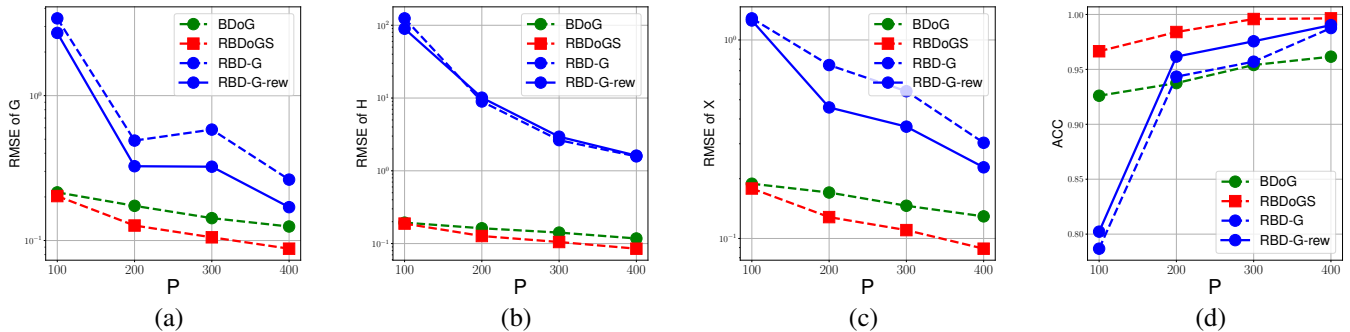 RMSE of G
10⁰
10⁻¹
BDoG
RBDoGS
RBD-G
RBD-G-rew
100 200 300 400
P
(a)
RMSE of H
10²
10¹
10⁰
10⁻¹
BDoG
RBDoGS
RBD-G
RBD-G-rew
100 200 300 400
P
(b)
RMSE of X
10⁰
10⁻¹
BDoG
RBDoGS
RBD-G
RBD-G-rew
100 200 300 400
P
(c)
ACC
1.00
0.95
0.90
0.85
0.80
BDoG
RBDoGS
RBD-G
RBD-G-rew
100 200 300 400
P
(d)